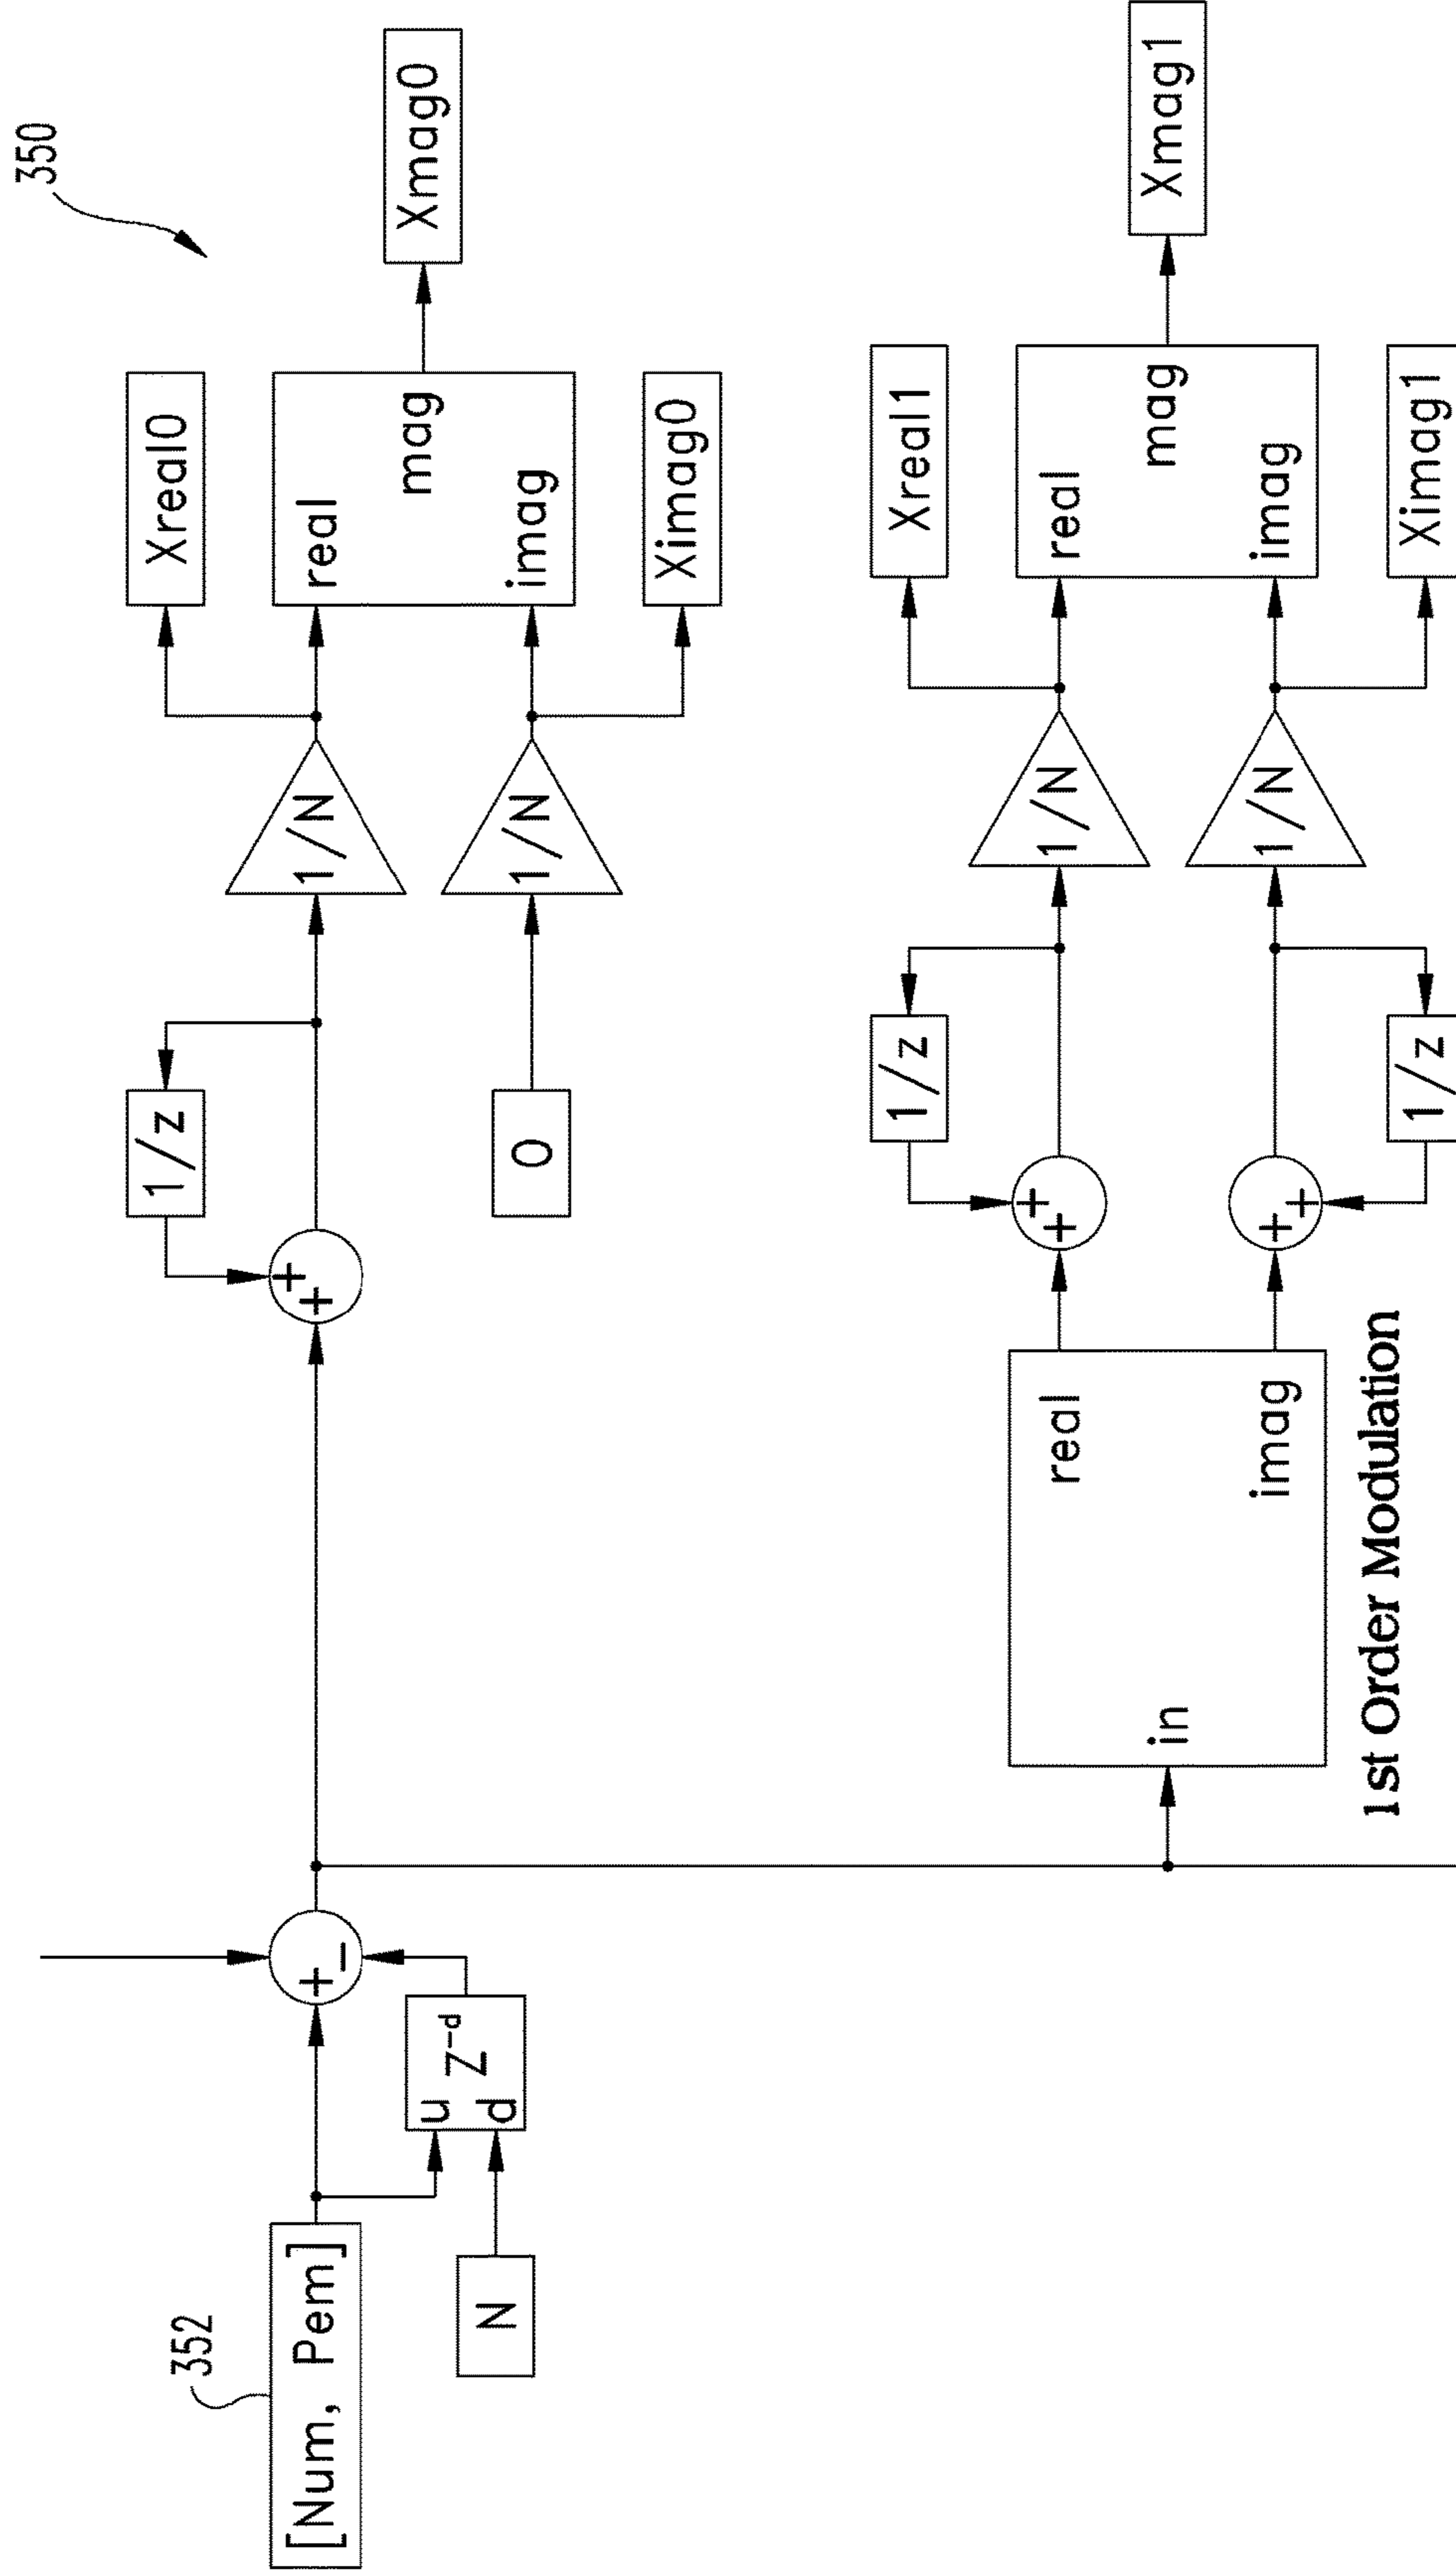 350
352
[Num, Pem]
N
u
d
Z⁻ᵈ
+
−
+
+
1/z
0
1/N
1/N
Xreal0
real
imag
mag
Ximag0
Xmag0
in
real
imag
1st Order Modulation
+
+
1/z
+
+
1/z
1/N
1/N
Xreal1
real
imag
mag
Ximag1
Xmag1